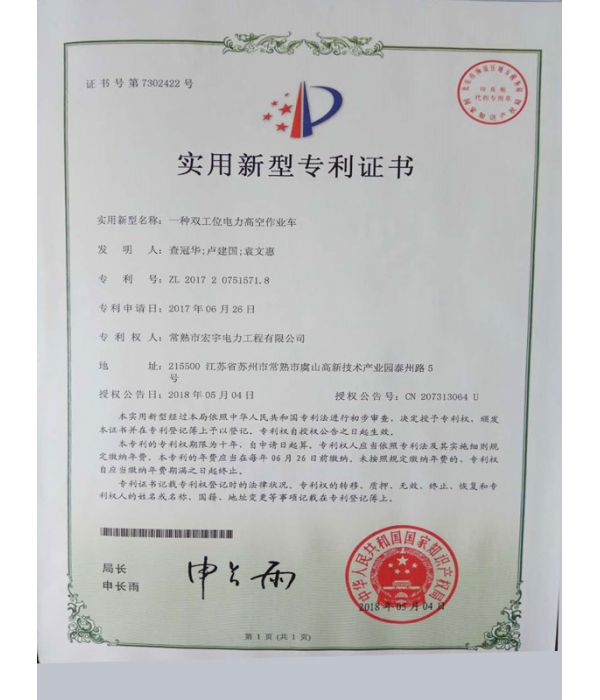 证书号第7302422号
实用新型专利证书
实用新型名称：一种双工位电力高空作业车
发明人：查冠华;卢建国;袁文惠
专利号：ZL 2017 2 0751571.8
专利申请日：2017年06月26日
专利权人：常熟市宏宇电力工程有限公司
地址：215500 江苏省苏州市常熟市虞山高新技术产业园泰州路5
号
授权公告日：2018年05月04日 授权公告号：CN 207313064 U
本实用新型经过本局依照中华人民共和国专利法进行初步审查，决定授予专利权，颁发
本证书并在专利登记簿上予以登记。专利权自授权公告之日起生效。
本专利的专利权期限为十年，自申请日起算。专利权人应当依照专利法及其实施细则规
定缴纳年费。本专利的年费应当在每年06月26日前缴纳。未按照规定缴纳年费的，专利权
自应当缴纳年费期满之日起终止。
专利证书记载专利权登记时的法律状况。专利权的转移、质押、无效、终止、恢复和专
利权人的姓名或名称、国籍、地址变更等事项记载在专利登记簿上。
局长
申长雨
申长雨
中华人民共和国国家知识产权局
2018年05月04日
第1页(共1页)